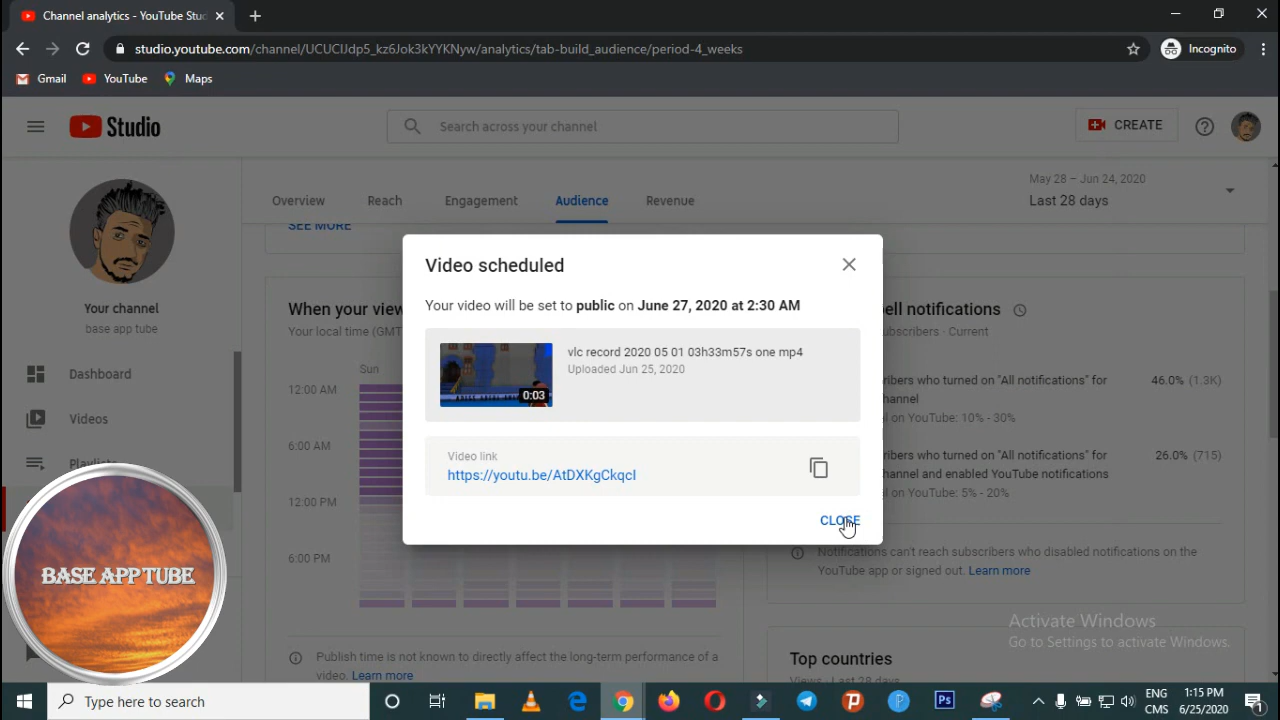 Channel analytics - YouTube Stud
studio.youtube.com/channel/UCUCIJdp5_kz6Jok3kYYKNyw/analytics/tab-build_audience/period-4_weeks
Incognito
Gmail
YouTube
Maps
Studio
Search across your channel
CREATE
Your channel
base app tube
Dashboard
Videos
Playlists
Overview
Reach
Engagement
Audience
Revenue
May 28 – Jun 24, 2020
Last 28 days
SEE MORE
Video scheduled
Your video will be set to public on June 27, 2020 at 2:30 AM
0:03
vlc record 2020 05 01 03h33m57s one mp4
Uploaded Jun 25, 2020
Video link
https://youtu.be/AtDXKgCkqcI
CLOSE
When your view
Your local time (GMT
Sun
12:00 AM
6:00 AM
12:00 PM
6:00 PM
Publish time is not known to directly affect the long-term performance of a
video. Learn more
ell notifications
ubscribers · Current
ribers who turned on "All notifications" for
hannel
46.0% (1.3K)
l on YouTube: 10% - 30%
ribers who turned on "All notifications" for
hannel and enabled YouTube notifications
26.0% (715)
l on YouTube: 5% - 20%
Notifications can't reach subscribers who disabled notifications on the
YouTube app or signed out. Learn more
Top countries
Views · Last 28 days
Activate Windows
Go to Settings to activate Windows.
BASE APP TUBE
Type here to search
Ps
ENG
CMS
1:15 PM
6/25/2020
1